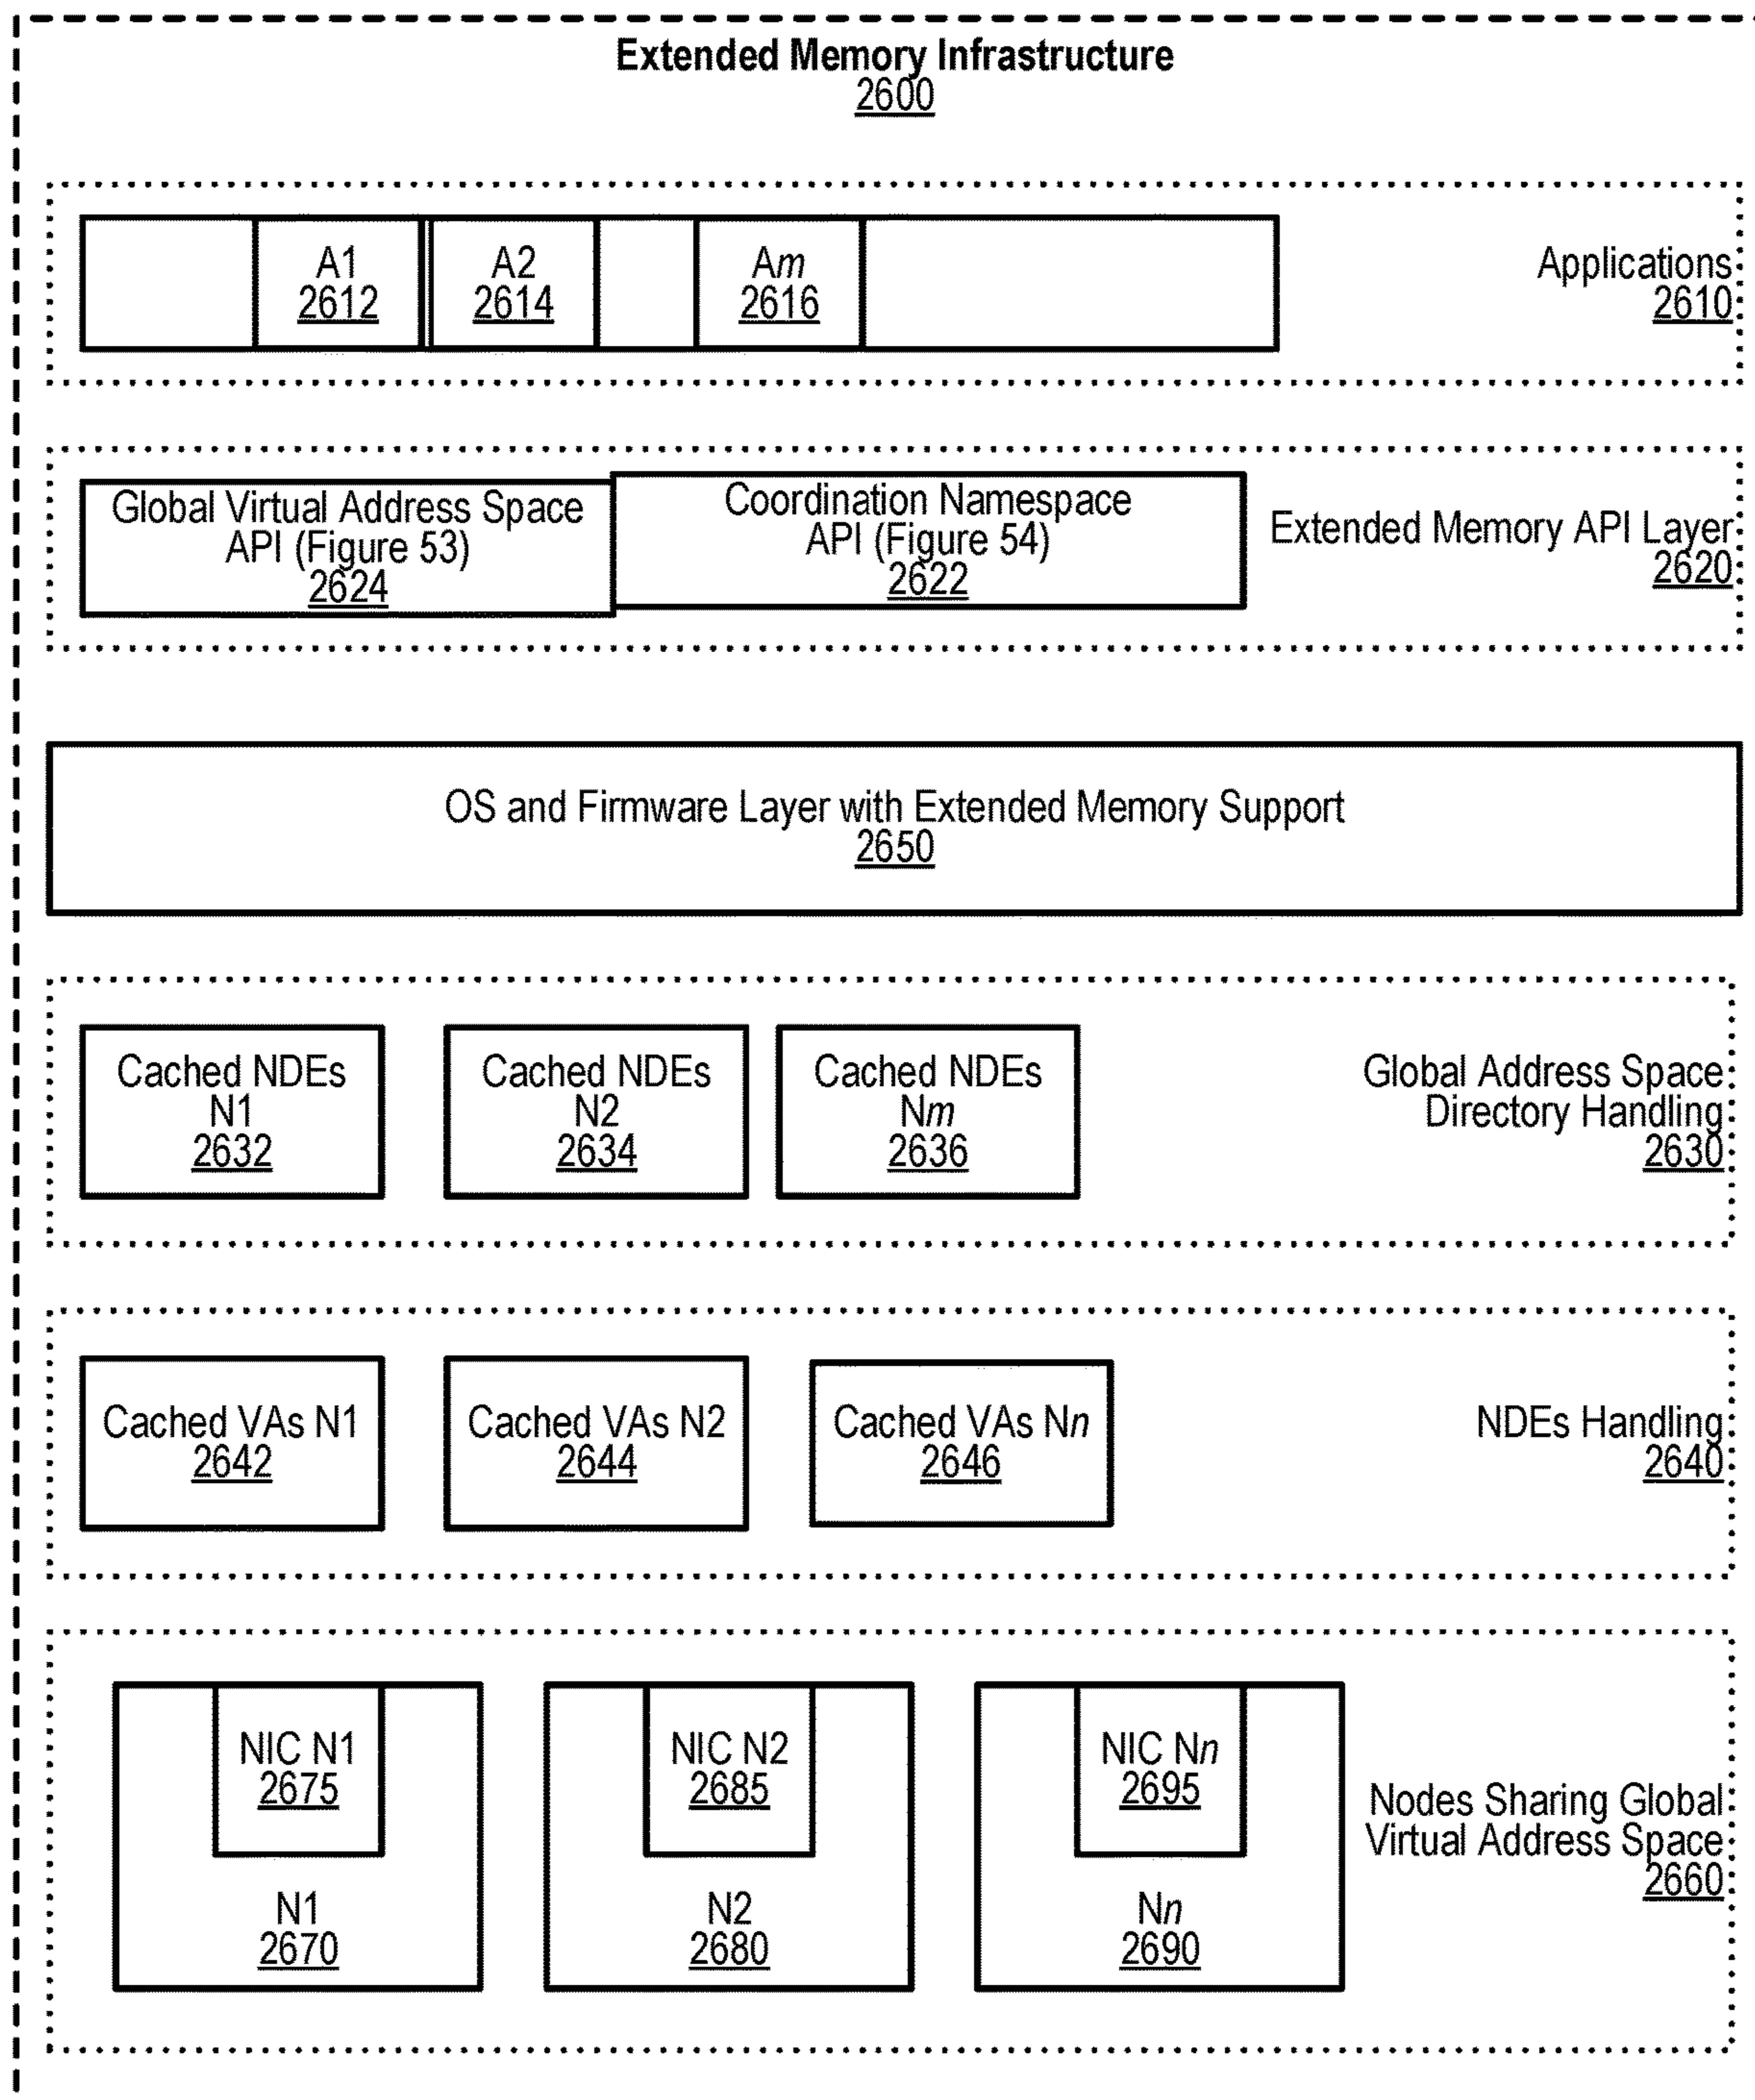 Extended Memory Infrastructure
2600
A1
2612
A2
2614
Am
2616
Applications
2610
Global Virtual Address Space
API (Figure 53)
2624
Coordination Namespace
API (Figure 54)
2622
Extended Memory API Layer
2620
OS and Firmware Layer with Extended Memory Support
2650
Cached NDEs
N1
2632
Cached NDEs
N2
2634
Cached NDEs
Nm
2636
Global Address Space
Directory Handling
2630
Cached VAs N1
2642
Cached VAs N2
2644
Cached VAs Nn
2646
NDEs Handling
2640
NIC N1
2675
N1
2670
NIC N2
2685
N2
2680
NIC Nn
2695
Nn
2690
Nodes Sharing Global
Virtual Address Space
2660